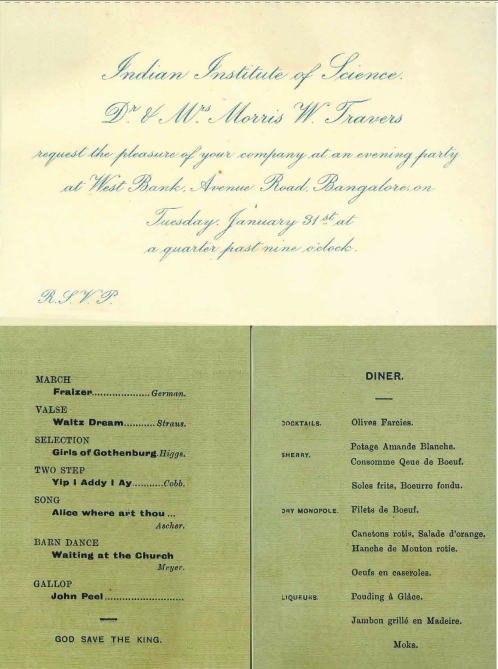 Indian Institute of Science.
Dr & Mrs Morris W. Travers
request the pleasure of your company at an evening party
at West Bank, Avenue Road, Bangalore, on
Tuesday, January 31st at
a quarter past nine o'clock.
R.S.V.P.
MARCH
Fraizer....................German.
VALSE
Waltz Dream...........Straus.
SELECTION
Girls of Gothenburg.Higgs.
TWO STEP
Yip I Addy I Ay...........Cobb.
SONG
Alice where art thou ...
Ascher.
BARN DANCE
Waiting at the Church
Meyer.
GALLOP
John Peel...........................
GOD SAVE THE KING.
DINER.
COCKTAILS. Olives Farcies.
Potage Amande Blanche.
SHERRY.
Consomme Qeue de Boeuf.
Soles frits, Boeurre fondu.
DRY MONOPOLE. Filets de Boeuf.
Canetons rotis, Salade d'orange.
Hanche de Mouton rotie.
Oeufs en caseroles.
LIQUEURS. Pouding à Glâce.
Jambon grillé en Madeire.
Moka.